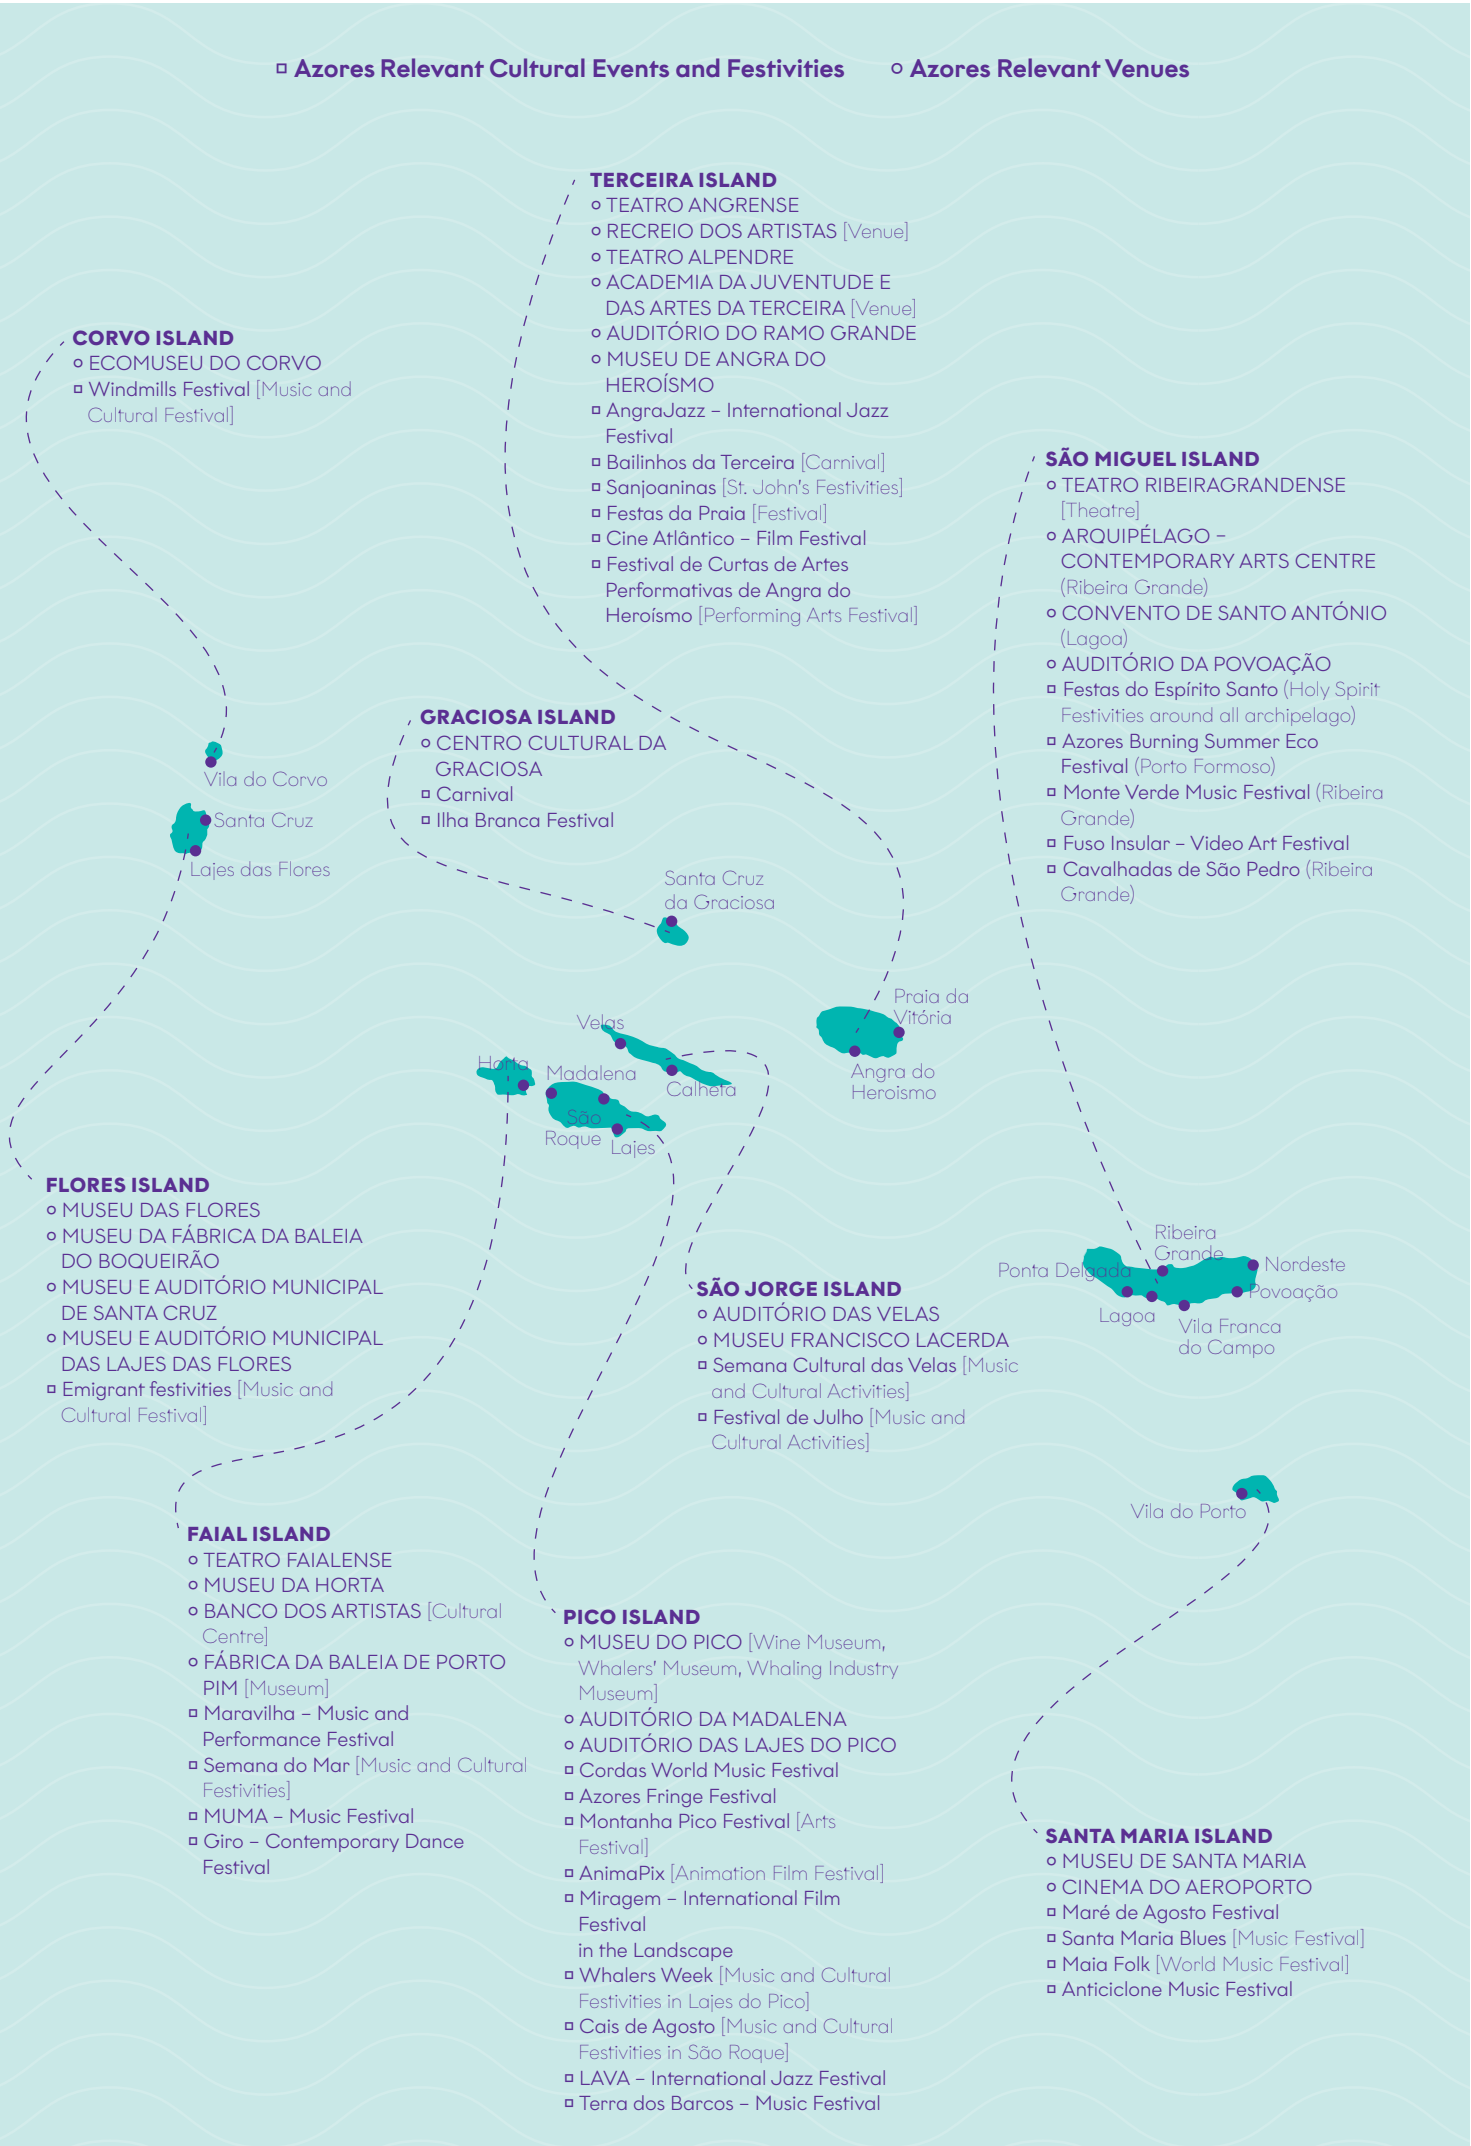 Azores Relevant Cultural Events and Festivities
Azores Relevant Venues
TERCEIRA ISLAND
TEATRO ANGRENSE
RECREIO DOS ARTISTAS [Venue]
TEATRO ALPENDRE
ACADEMIA DA JUVENTUDE E
DAS ARTES DA TERCEIRA [Venue]
AUDITÓRIO DO RAMO GRANDE
MUSEU DE ANGRA DO
HEROÍSMO
AngraJazz – International Jazz
Festival
Bailinhos da Terceira [Carnival]
Sanjoaninas [St. John's Festivities]
Festas da Praia [Festival]
Cine Atlântico – Film Festival
Festival de Curtas de Artes
Performativas de Angra do
Heroísmo [Performing Arts Festival]
CORVO ISLAND
ECOMUSEU DO CORVO
Windmills Festival [Music and
Cultural Festival]
SÃO MIGUEL ISLAND
TEATRO RIBEIRAGRANDENSE
[Theatre]
ARQUIPÉLAGO –
CONTEMPORARY ARTS CENTRE
(Ribeira Grande)
CONVENTO DE SANTO ANTÓNIO
(Lagoa)
AUDITÓRIO DA POVOAÇÃO
Festas do Espírito Santo (Holy Spirit
Festivities around all archipelago)
Azores Burning Summer Eco
Festival (Porto Formoso)
Monte Verde Music Festival (Ribeira
Grande)
Fuso Insular – Video Art Festival
Cavalhadas de São Pedro (Ribeira
Grande)
GRACIOSA ISLAND
CENTRO CULTURAL DA
GRACIOSA
Carnival
Ilha Branca Festival
Vila do Corvo
Santa Cruz
Lajes das Flores
Santa Cruz
da Graciosa
Praia da
Vitória
Angra do
Heroismo
Velas
Calheta
Horta
Madalena
São
Roque
Lajes
FLORES ISLAND
MUSEU DAS FLORES
MUSEU DA FÁBRICA DA BALEIA
DO BOQUEIRÃO
MUSEU E AUDITÓRIO MUNICIPAL
DE SANTA CRUZ
MUSEU E AUDITÓRIO MUNICIPAL
DAS LAJES DAS FLORES
Emigrant festivities [Music and
Cultural Festival]
Ribeira
Grande
Nordeste
Ponta Delgada
Povoação
Lagoa
Vila Franca
do Campo
SÃO JORGE ISLAND
AUDITÓRIO DAS VELAS
MUSEU FRANCISCO LACERDA
Semana Cultural das Velas [Music
and Cultural Activities]
Festival de Julho [Music and
Cultural Activities]
Vila do Porto
FAIAL ISLAND
TEATRO FAIALENSE
MUSEU DA HORTA
BANCO DOS ARTISTAS [Cultural
Centre]
FÁBRICA DA BALEIA DE PORTO
PIM [Museum]
Maravilha – Music and
Performance Festival
Semana do Mar [Music and Cultural
Festivities]
MUMA – Music Festival
Giro – Contemporary Dance
Festival
PICO ISLAND
MUSEU DO PICO [Wine Museum,
Whalers' Museum, Whaling Industry
Museum]
AUDITÓRIO DA MADALENA
AUDITÓRIO DAS LAJES DO PICO
Cordas World Music Festival
Azores Fringe Festival
Montanha Pico Festival [Arts
Festival]
AnimaPix [Animation Film Festival]
Miragem – International Film
Festival
in the Landscape
Whalers Week [Music and Cultural
Festivities in Lajes do Pico]
Cais de Agosto [Music and Cultural
Festivities in São Roque]
LAVA – International Jazz Festival
Terra dos Barcos – Music Festival
SANTA MARIA ISLAND
MUSEU DE SANTA MARIA
CINEMA DO AEROPORTO
Maré de Agosto Festival
Santa Maria Blues [Music Festival]
Maia Folk [World Music Festival]
Anticiclone Music Festival